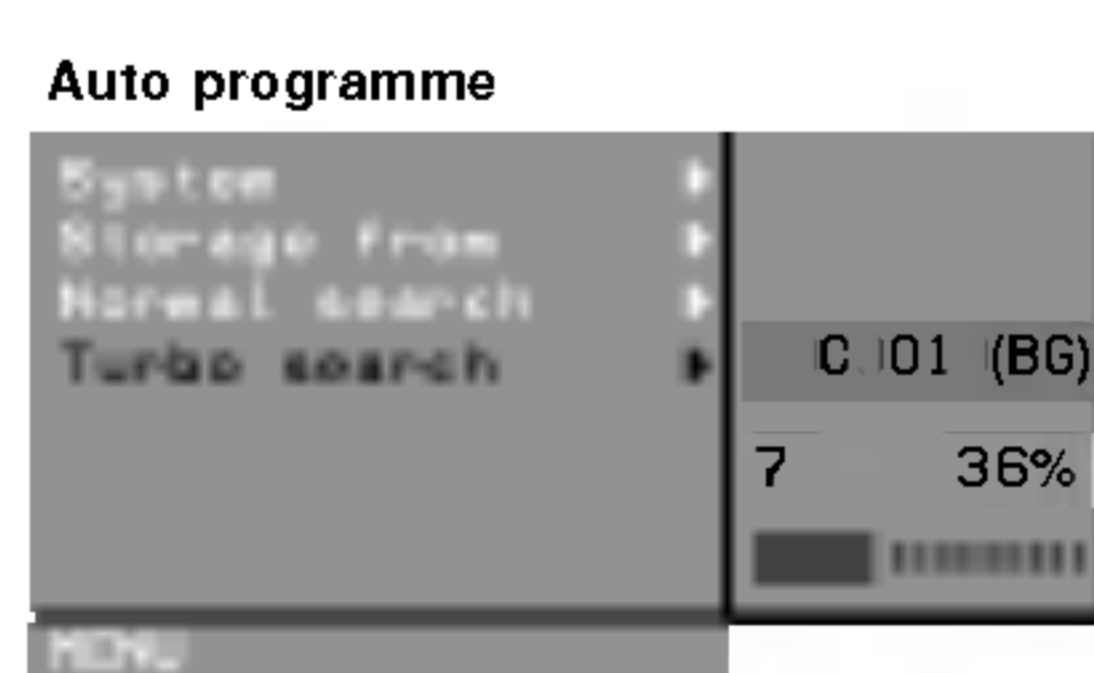 Auto programme
System
Storage from
Normal search
Turbo search
C 01 (BG)
7 36%
MENU